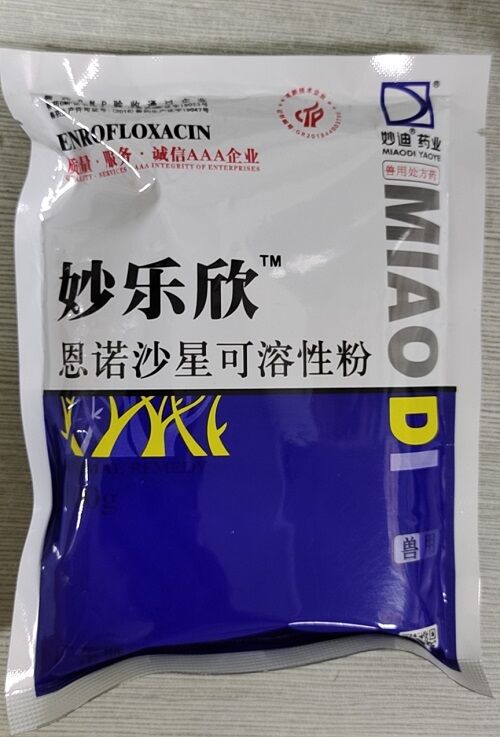 ENROFLOXACIN
质量·服务·诚信AAA企业
QUALITY·SERVICES·AAA INTEGRITY OF ENTERPRISES
妙迪®药业
MIAODI YAOYE
兽用处方药
MIAO DI
妙乐欣™
恩诺沙星可溶性粉
兽用